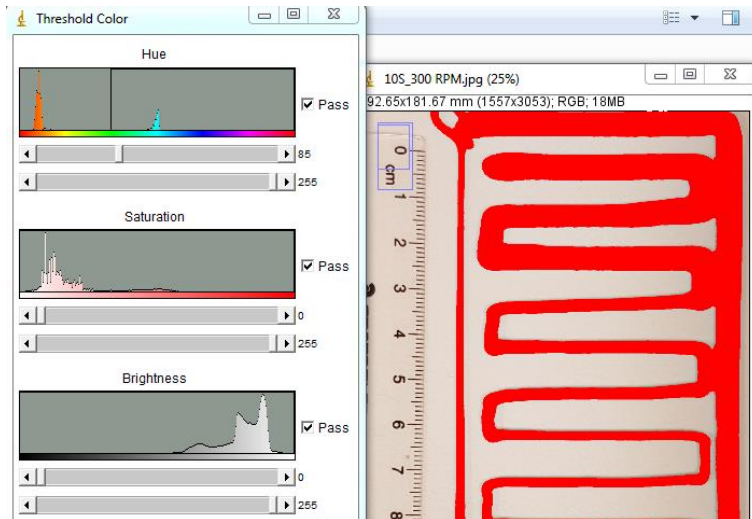 Threshold Color
Hue
Pass
85
255
Saturation
Pass
0
255
Brightness
Pass
0
255
10S_300 RPM.jpg (25%)
92.65x181.67 mm (1557x3053); RGB; 18MB
0
cm
1
2
3
4
5
6
7
8